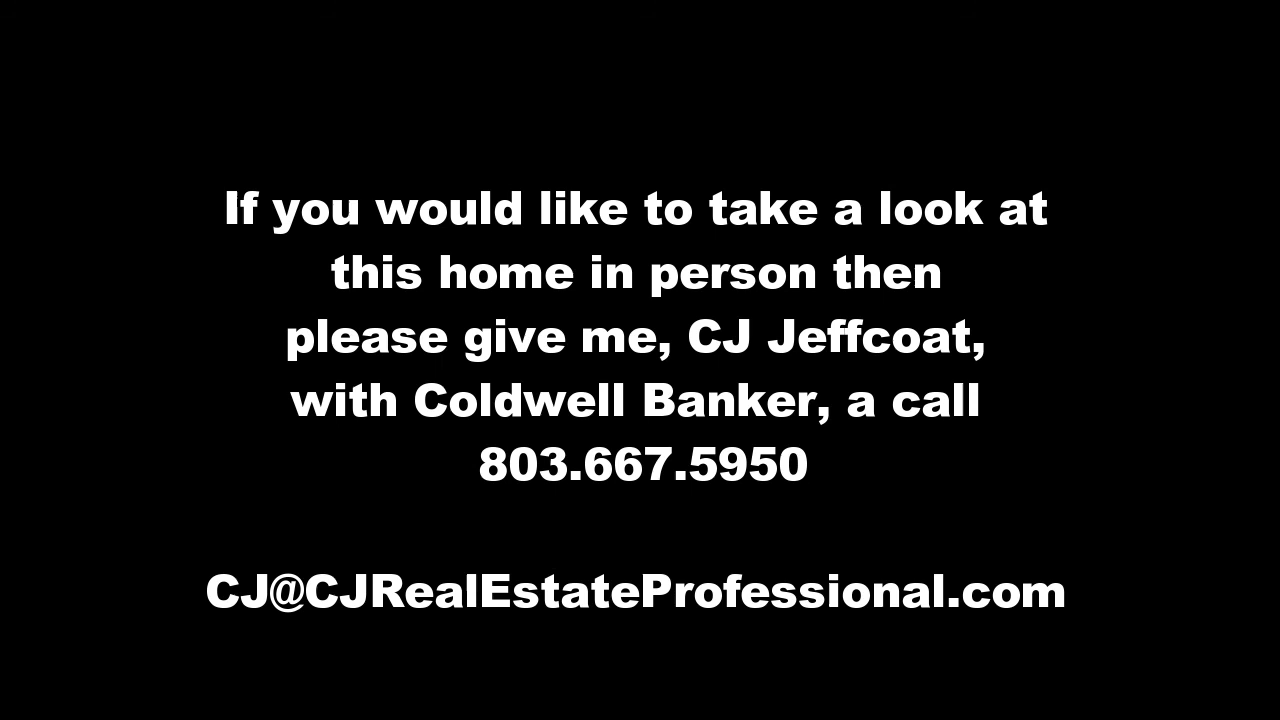 If you would like to take a look at
this home in person then
please give me, CJ Jeffcoat,
with Coldwell Banker, a call
803.667.5950
CJ@CJRealEstateProfessional.com